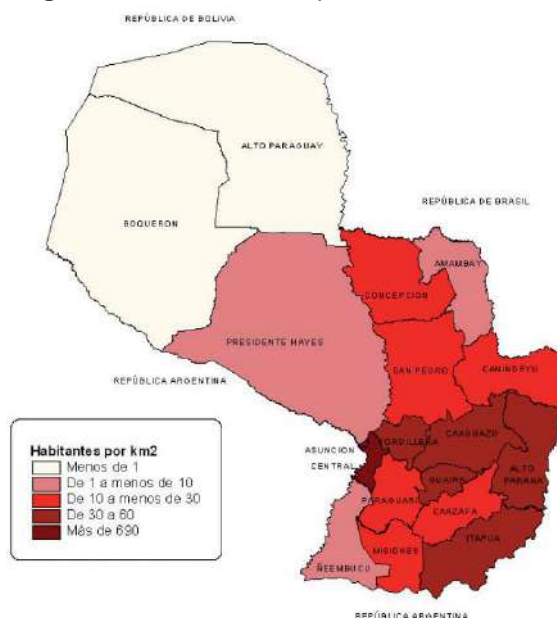 REPÚBLICA DE BOLIVIA
ALTO PARAGUAY
BOQUERON
REPÚBLICA DE BRASIL
AMAMBAY
CONCEPCION
PRESIDENTE HAYES
SAN PEDRO
CANINDEYU
REPÚBLICA ARGENTINA
Habitantes por km2
Menos de 1
De 1 a menos de 10
De 10 a menos de 30
De 30 a 60
Más de 690
ASUNCION
CENTRAL
CORDILLERA
CAAGUAZU
ALTO
PARANA
GUAIRA
PARAGUARI
CAAZAPA
ITAPUA
MISIONES
ÑEEMBUCU
REPÚBLICA ARGENTINA